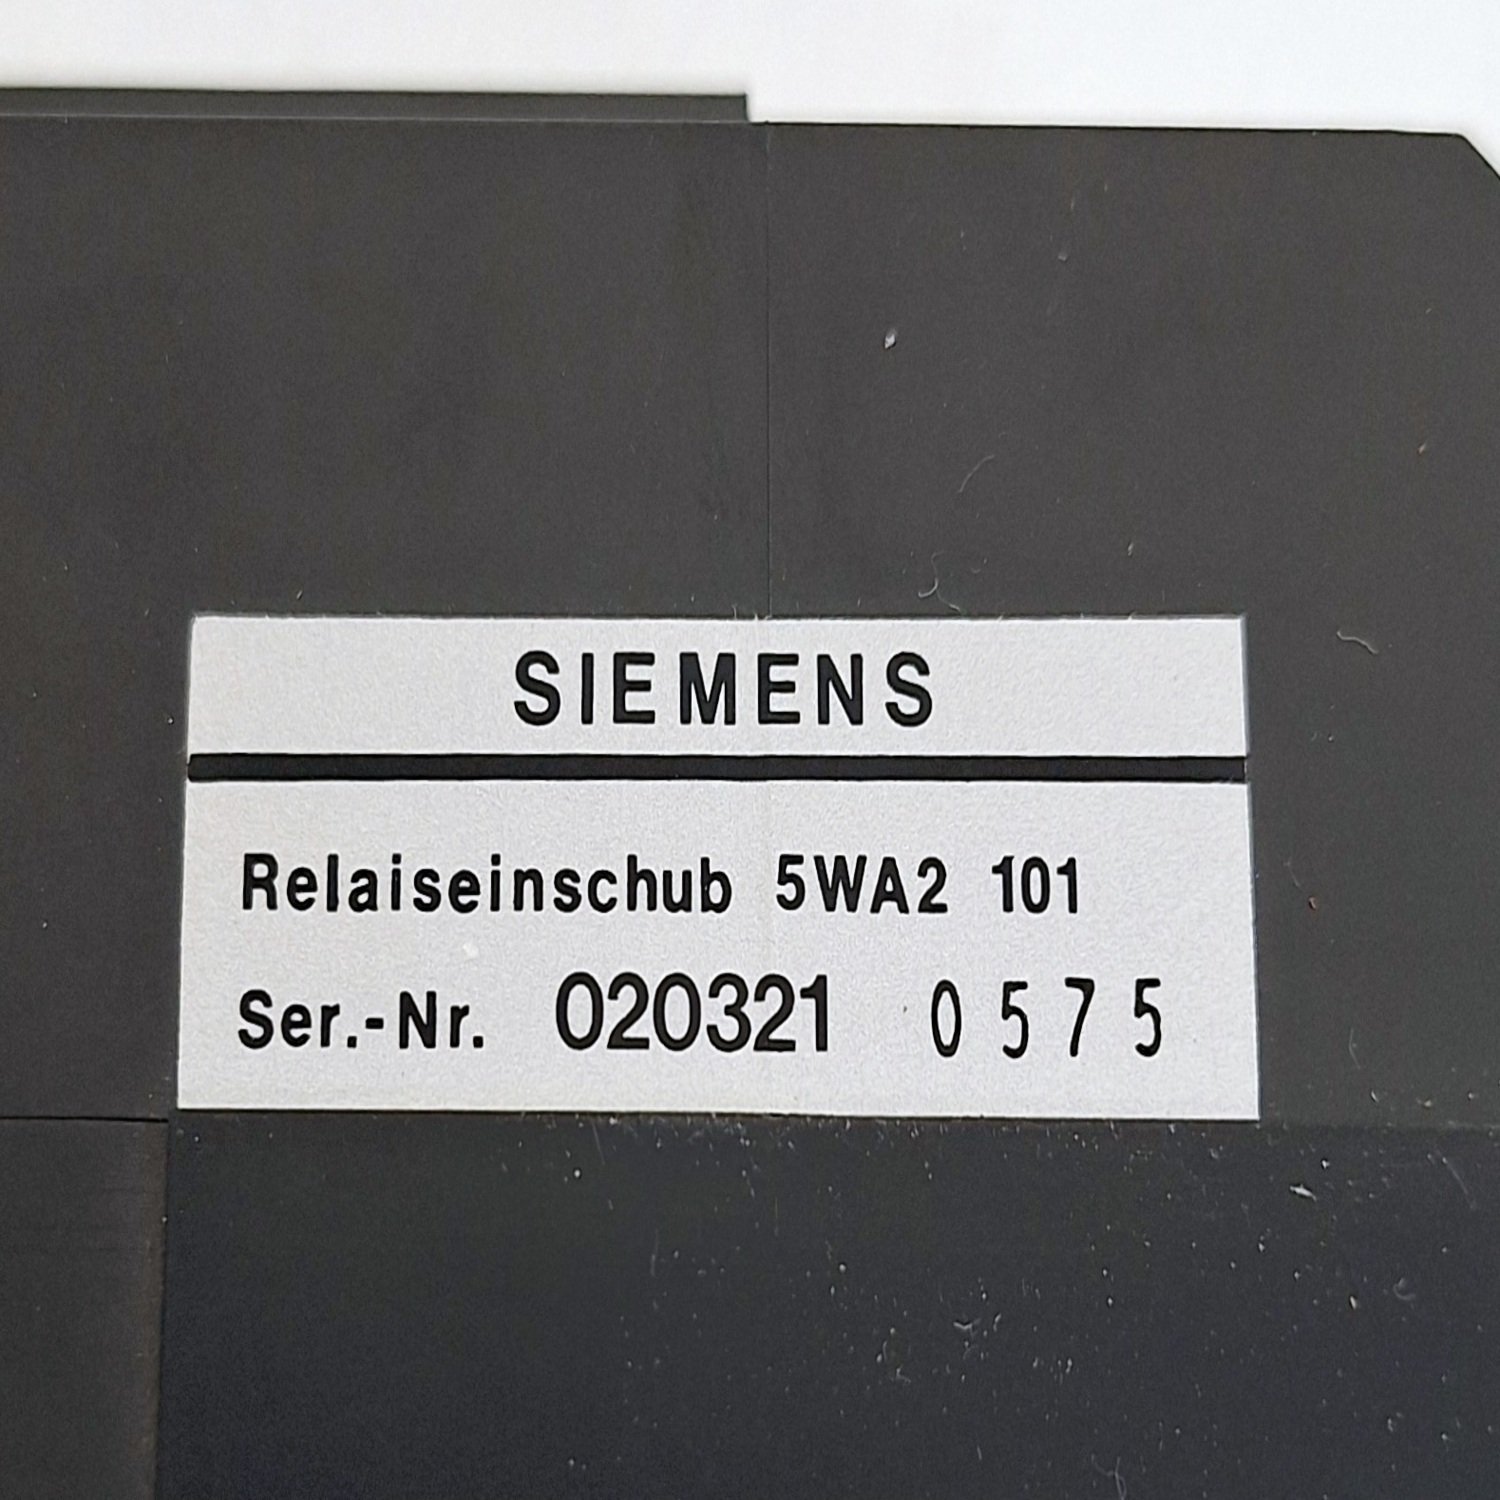 SIEMENS
Relaiseinschub 5WA2 101
Ser.-Nr. 020321 0575